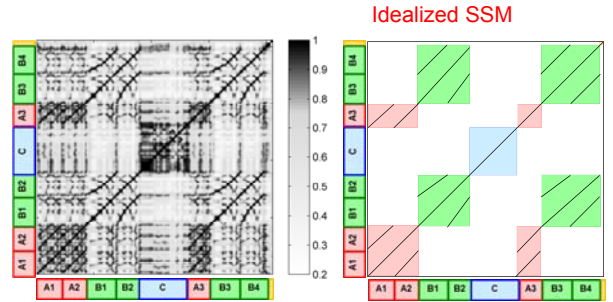 Idealized SSM
B4
B3
A3
C
B2
B1
A2
A1
A1 A2 B1 B2 C A3 B3 B4
1
0.9
0.8
0.7
0.6
0.5
0.4
0.3
0.2
B4
B3
A3
C
B2
B1
A2
A1
A1 A2 B1 B2 C A3 B3 B4